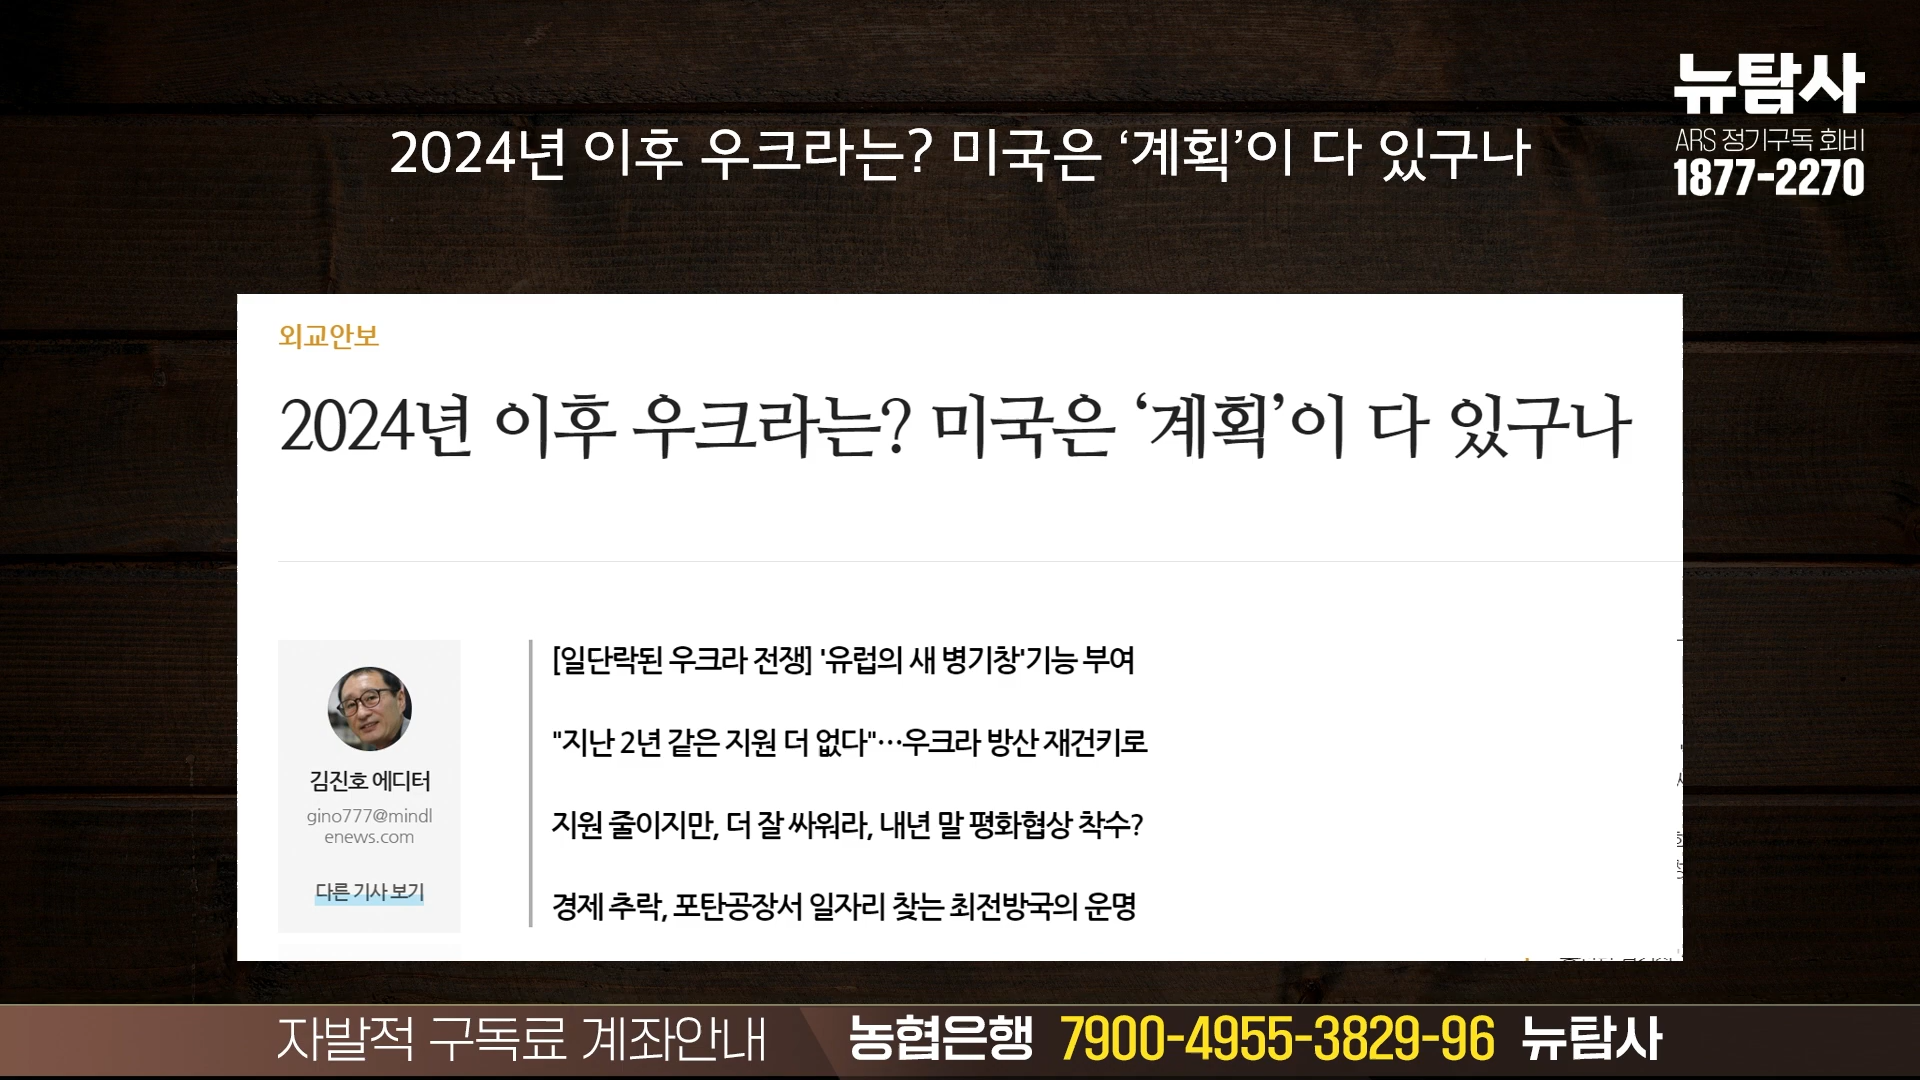 뉴탐사
ARS 정기구독 회비
1877-2270
2024년 이후 우크라는? 미국은 ‘계획’이 다 있구나
외교안보
2024년 이후 우크라는? 미국은 ‘계획’이 다 있구나
김진호 에디터
gino777@mindl
enews.com
다른 기사 보기
[일단락된 우크라 전쟁] '유럽의 새 병기창'기능 부여
"지난 2년 같은 지원 더 없다"…우크라 방산 재건키로
지원 줄이지만, 더 잘 싸워라, 내년 말 평화협상 착수?
경제 추락, 포탄공장서 일자리 찾는 최전방국의 운명
자발적 구독료 계좌안내 농협은행 7900-4955-3829-96 뉴탐사